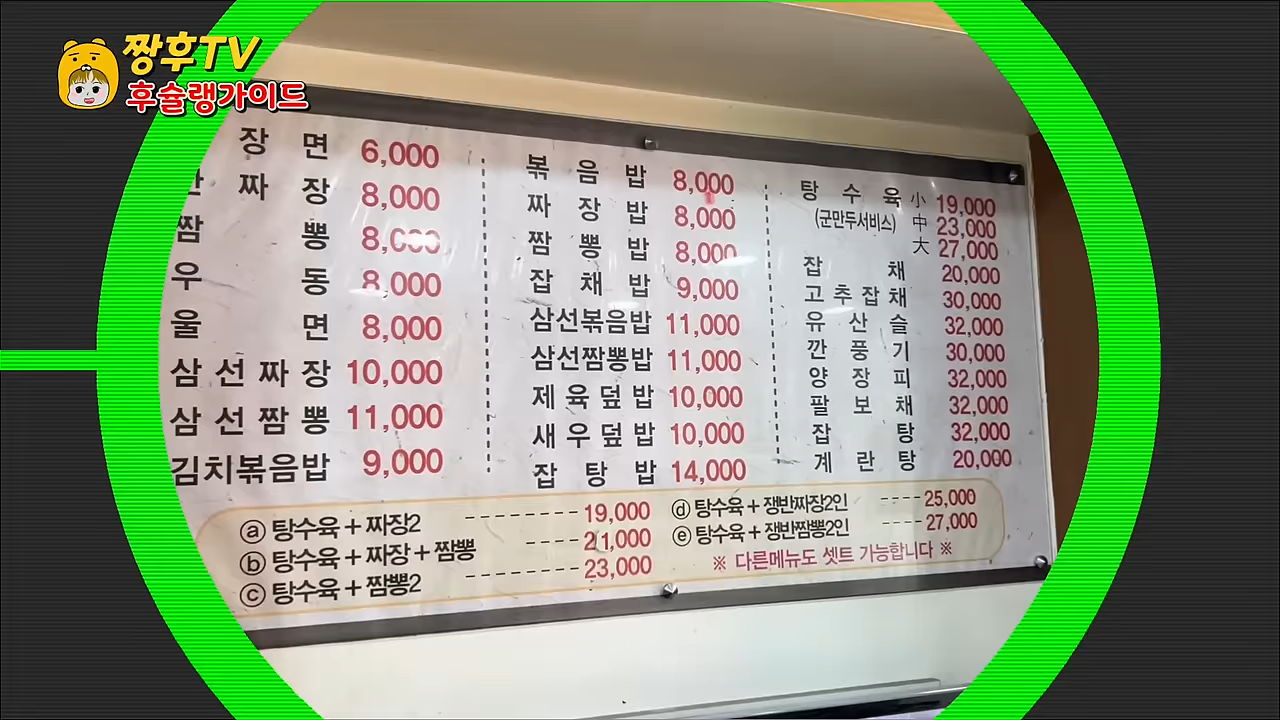 짱후TV
후슐랭가이드
장면 6,000
짜장 8,000
짬뽕 8,000
우동 8,000
울면 8,000
삼선짜장 10,000
삼선짬뽕 11,000
김치볶음밥 9,000
볶음밥 8,000
짜장밥 8,000
짬뽕밥 8,000
잡채밥 9,000
삼선볶음밥 11,000
삼선짬뽕밥 11,000
제육덮밥 10,000
새우덮밥 10,000
잡탕밥 14,000
탕수육 小 19,000
(군만두서비스) 中 23,000
大 27,000
잡채 20,000
고추잡채 30,000
유산슬 32,000
깐풍기 30,000
양장피 32,000
팔보채 32,000
잡탕 32,000
계란탕 20,000
ⓐ 탕수육 + 짜장2 -------- 19,000
ⓑ 탕수육 + 짜장 + 짬뽕 ---- 21,000
ⓒ 탕수육 + 짬뽕2 -------- 23,000
ⓓ 탕수육 + 쟁반짜장2인 ---- 25,000
ⓔ 탕수육 + 쟁반짬뽕2인 ---- 27,000
※ 다른메뉴도 셋트 가능합니다 ※